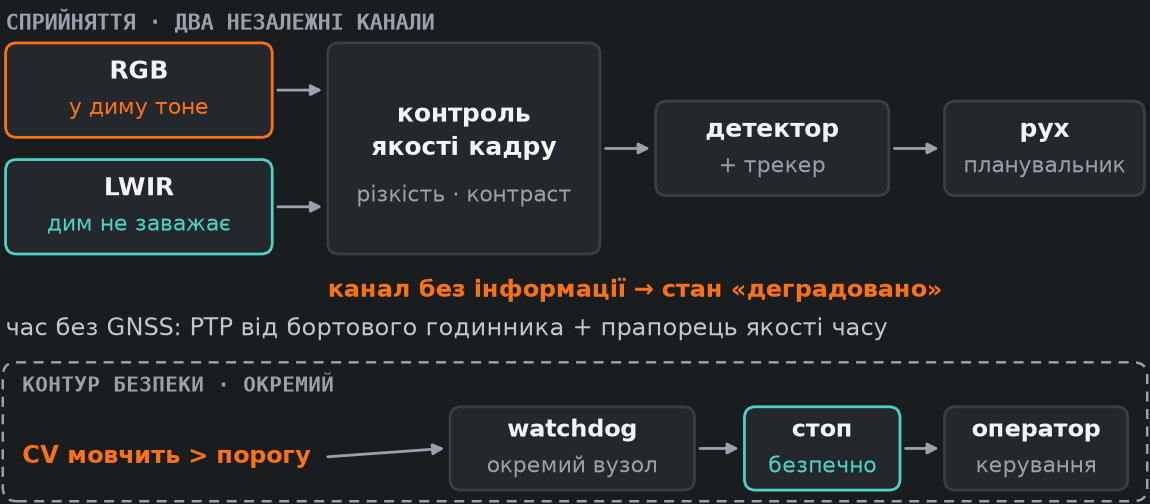 СПРИЙНЯТТЯ · ДВА НЕЗАЛЕЖНІ КАНАЛИ
RGB
у диму тоне
LWIR
дим не заважає
контроль
якості кадру
різкість · контраст
детектор
+ трекер
рух
планувальник
канал без інформації → стан «деградовано»
час без GNSS: PTP від бортового годинника + прапорець якості часу
КОНТУР БЕЗПЕКИ · ОКРЕМИЙ
CV мовчить > порогу
watchdog
окремий вузол
стоп
безпечно
оператор
керування